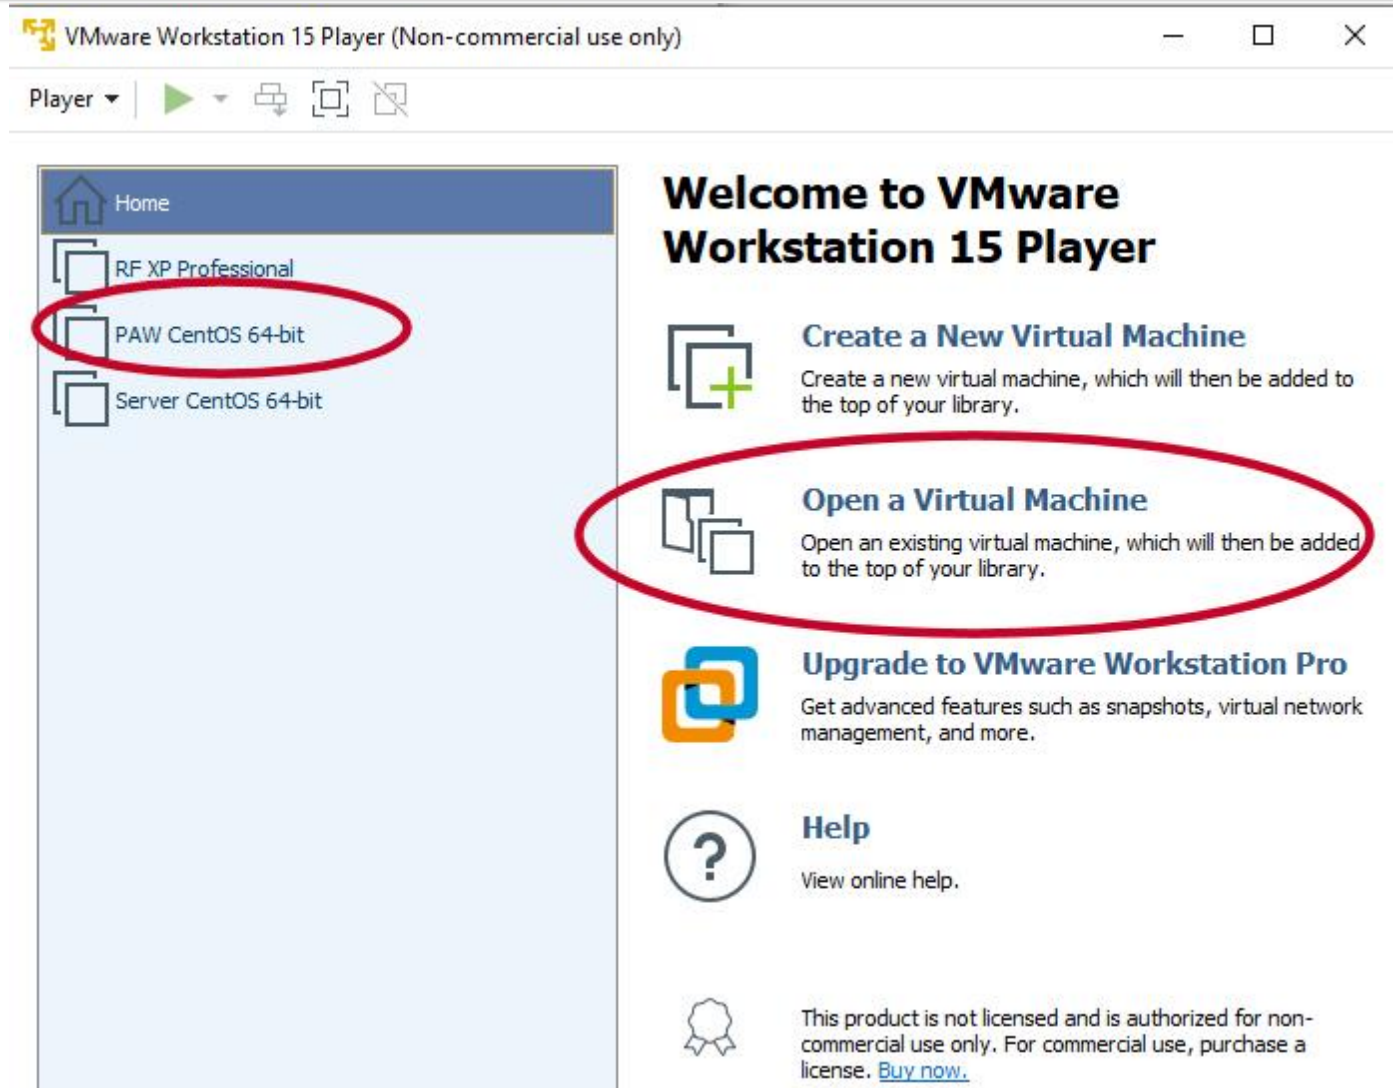 VMware Workstation 15 Player (Non-commercial use only)
Player
Home
RF XP Professional
PAW CentOS 64-bit
Server CentOS 64-bit
Welcome to VMware
Workstation 15 Player
Create a New Virtual Machine
Create a new virtual machine, which will then be added to
the top of your library.
Open a Virtual Machine
Open an existing virtual machine, which will then be added
to the top of your library.
Upgrade to VMware Workstation Pro
Get advanced features such as snapshots, virtual network
management, and more.
Help
View online help.
This product is not licensed and is authorized for non-
commercial use only. For commercial use, purchase a
license. Buy now.